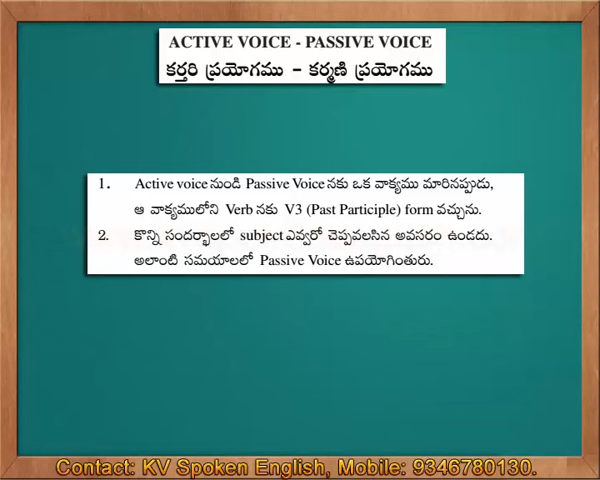 ACTIVE VOICE - PASSIVE VOICE
కర్తరి ప్రయోగము - కర్మణి ప్రయోగము
1. Active voice నుండి Passive Voice నకు ఒక వాక్యము మారినప్పుడు,
ఆ వాక్యములోని Verb నకు V3 (Past Participle) form వచ్చును.
2. కొన్ని సందర్భాలలో subject ఎవ్వరో చెప్పవలసిన అవసరం ఉండదు.
అలాంటి సమయాలలో Passive Voice ఉపయోగింతురు.
Contact: KV Spoken English, Mobile: 9346780130.